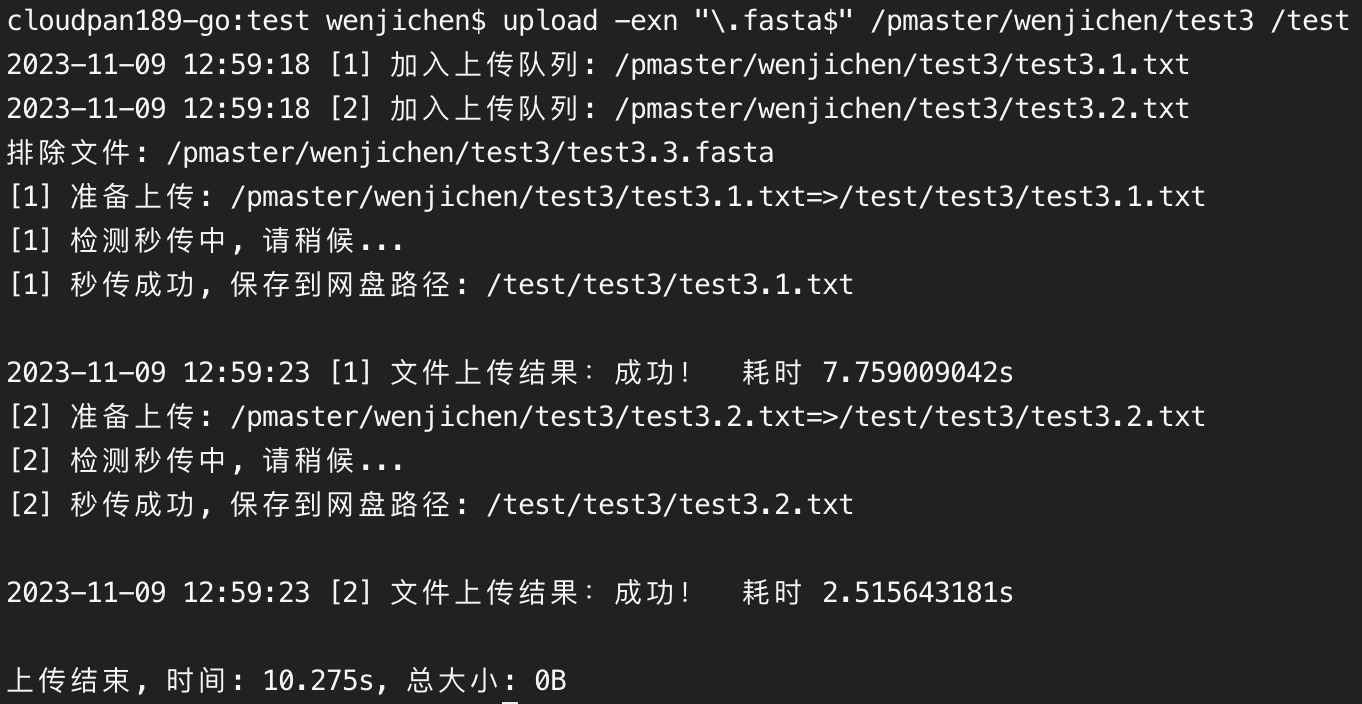 cloudpan189-go:test wenjichen$ upload -exn "\.fasta$" /pmaster/wenjichen/test3 /test
2023-11-09 12:59:18 [1] 加入上传队列: /pmaster/wenjichen/test3/test3.1.txt
2023-11-09 12:59:18 [2] 加入上传队列: /pmaster/wenjichen/test3/test3.2.txt
排除文件: /pmaster/wenjichen/test3/test3.3.fasta
[1] 准备上传: /pmaster/wenjichen/test3/test3.1.txt=>/test/test3/test3.1.txt
[1] 检测秒传中, 请稍候...
[1] 秒传成功, 保存到网盘路径: /test/test3/test3.1.txt
2023-11-09 12:59:23 [1] 文件上传结果：成功！ 耗时 7.759009042s
[2] 准备上传: /pmaster/wenjichen/test3/test3.2.txt=>/test/test3/test3.2.txt
[2] 检测秒传中, 请稍候...
[2] 秒传成功, 保存到网盘路径: /test/test3/test3.2.txt
2023-11-09 12:59:23 [2] 文件上传结果：成功！ 耗时 2.515643181s
上传结束, 时间: 10.275s, 总大小: 0B